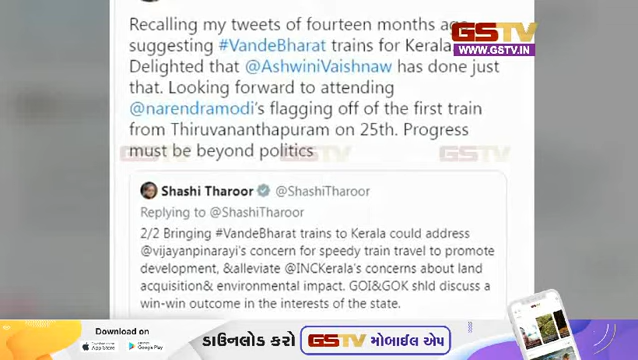 Recalling my tweets of fourteen months ago
suggesting #VandeBharat trains for Kerala
Delighted that @AshwiniVaishnaw has done just
that. Looking forward to attending
@narendramodi's flagging off of the first train
from Thiruvananthapuram on 25th. Progress
must be beyond politics
GSTV
WWW.GSTV.IN
GSTV
GSTV
Shashi Tharoor @ShashiTharoor
Replying to @ShashiTharoor
2/2 Bringing #VandeBharat trains to Kerala could address
@vijayanpinarayi's concern for speedy train travel to promote
development, &alleviate @INCKerala's concerns about land
acquisition& environmental impact. GOI&GOK shld discuss a
win-win outcome in the interests of the state.
Download on
App Store
Google Play
ડાઉનલોડ કરો GSTV મોબાઈલ એપ